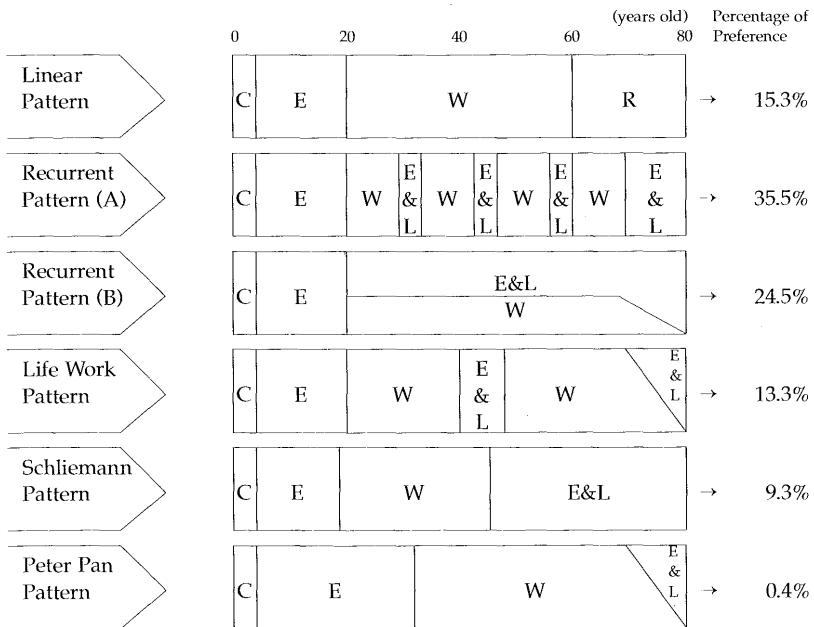 (years old) Percentage of
0 20 40 60 80 Preference
Linear
Pattern
C E W R → 15.3%
Recurrent
Pattern (A)
C E W E & L W E & L W E & L W E & L → 35.5%
Recurrent
Pattern (B)
C E E&L W → 24.5%
Life Work
Pattern
C E W E & L W E & L → 13.3%
Schliemann
Pattern
C E W E&L → 9.3%
Peter Pan
Pattern
C E W E & L → 0.4%